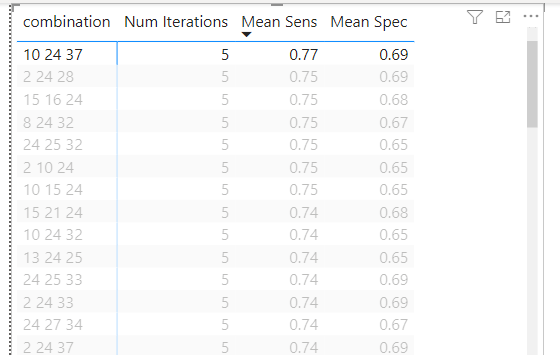 combination Num Iterations Mean Sens Mean Spec
10 24 37 5 0.77 0.69
2 24 28 5 0.75 0.69
15 16 24 5 0.75 0.68
8 24 32 5 0.75 0.67
24 25 32 5 0.75 0.65
2 10 24 5 0.75 0.65
10 15 24 5 0.75 0.65
15 21 24 5 0.74 0.68
10 24 32 5 0.74 0.65
13 24 25 5 0.74 0.65
24 25 33 5 0.74 0.69
2 24 33 5 0.74 0.69
24 27 34 5 0.74 0.67
2 24 37 5 0.74 0.69